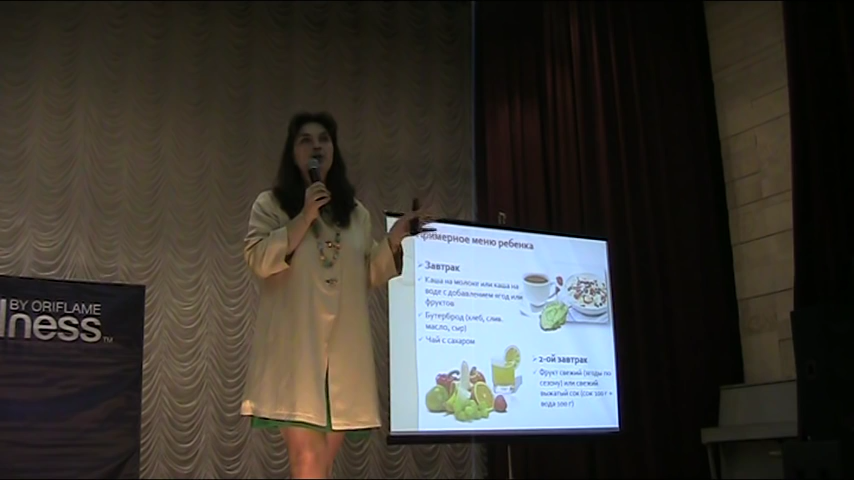 BY ORIFLAME
lness™
Примерное меню ребенка
Завтрак
Каша на молоке или каша на
воде с добавлением ягод или
фруктов
Бутерброд (хлеб, слив.
масло, сыр)
Чай с сахаром
2-ой завтрак
Фрукт свежий (ягоды по
сезону) или свежий
выжатый сок (сок 100 г +
вода 100 г)